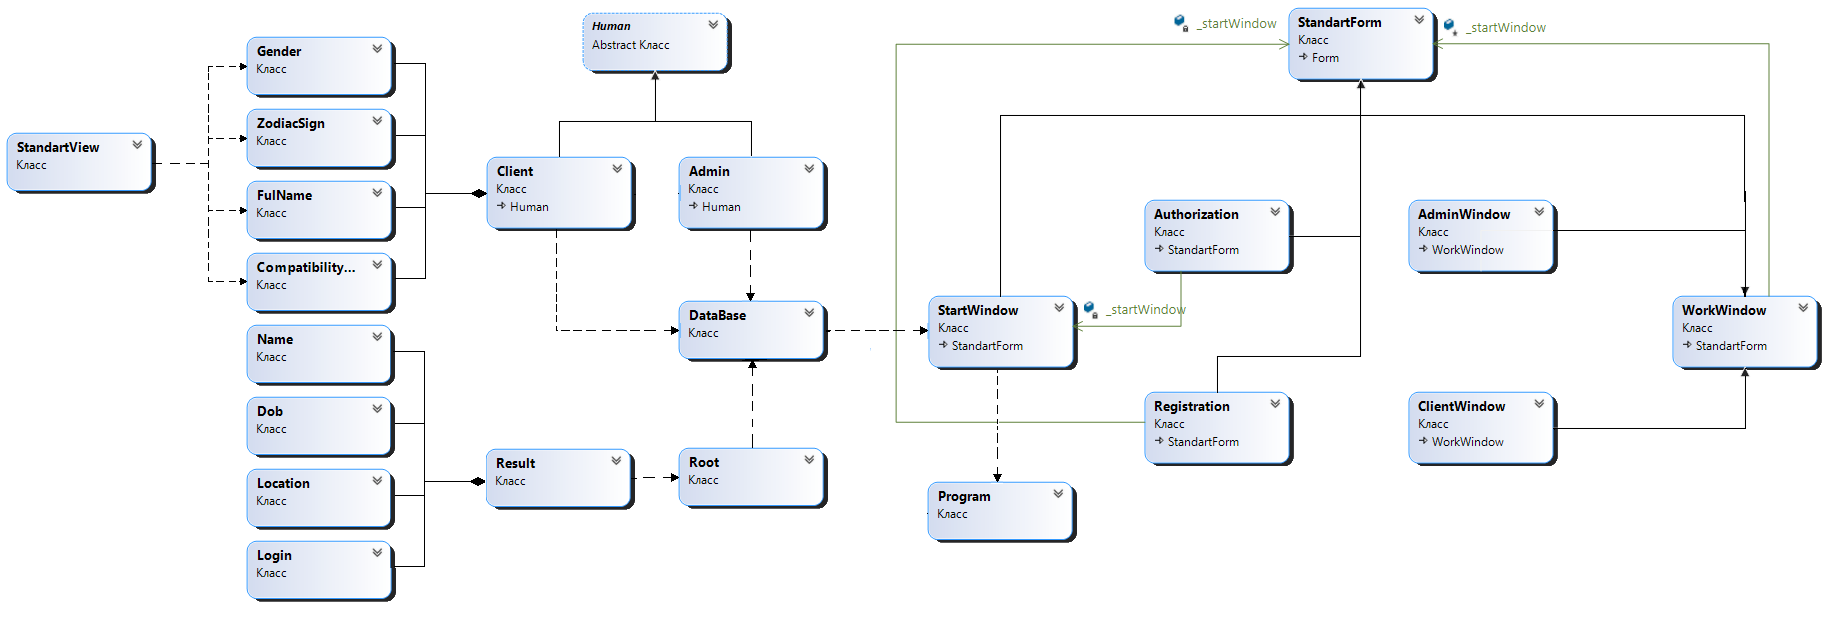 Human
Abstract Класс
_startWindow
StandartForm
Класс
Form
_startWindow
Gender
Класс
ZodiacSign
Класс
StandartView
Класс
FulName
Класс
Compatibility...
Класс
Client
Класс
Human
Admin
Класс
Human
Authorization
Класс
StandartForm
AdminWindow
Класс
WorkWindow
Name
Класс
DataBase
Класс
StartWindow
Класс
StandartForm
_startWindow
WorkWindow
Класс
StandartForm
Dob
Класс
Registration
Класс
StandartForm
ClientWindow
Класс
WorkWindow
Location
Класс
Result
Класс
Root
Класс
Program
Класс
Login
Класс